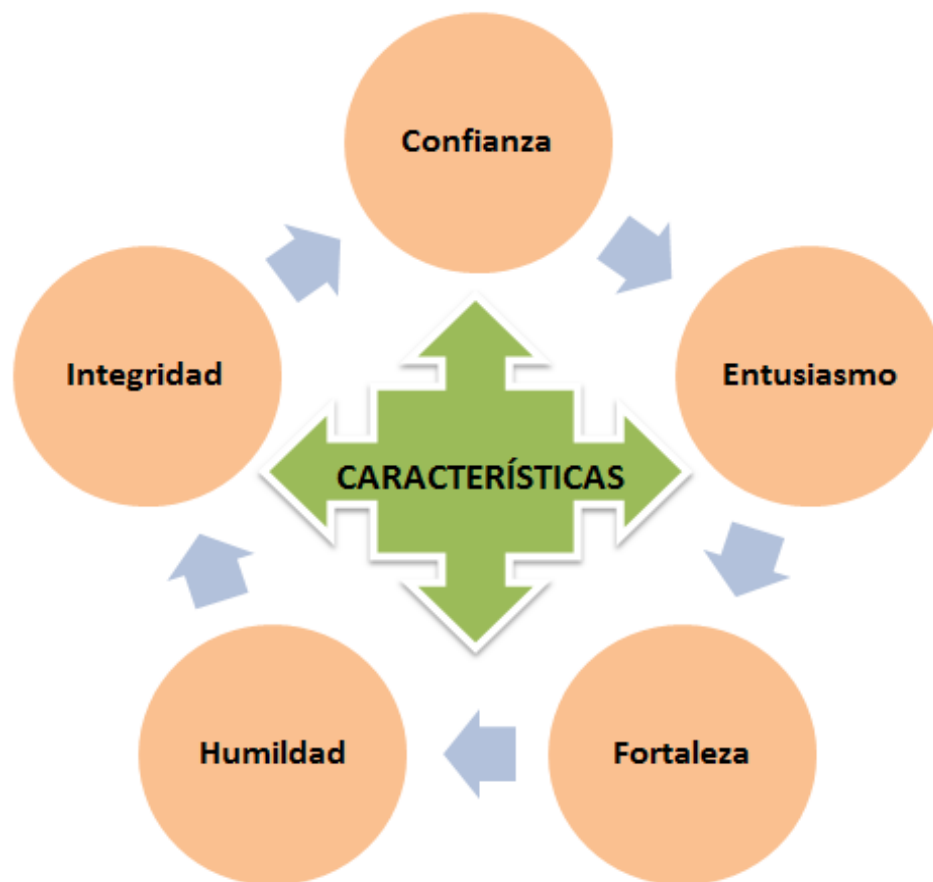 Confianza
Integridad
Entusiasmo
CARACTERÍSTICAS
Humildad
Fortaleza